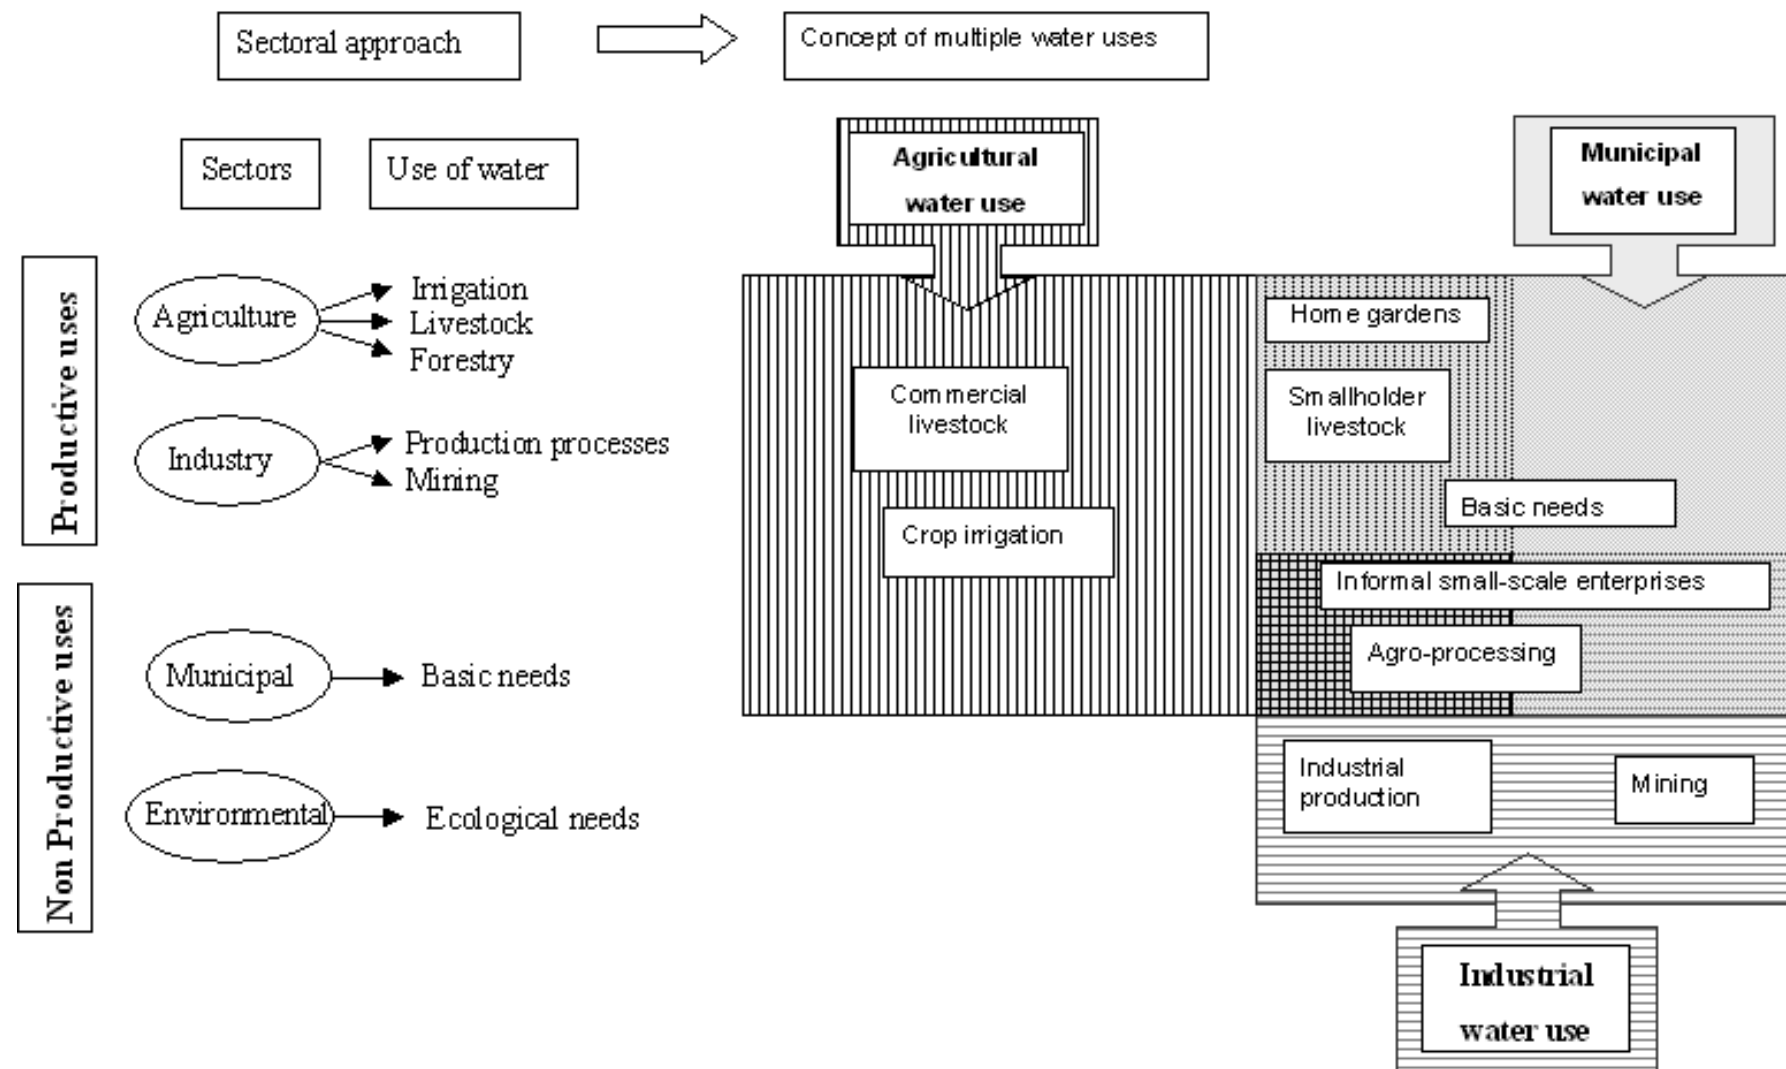 Sectoral approach
Concept of multiple water uses
Sectors
Use of water
Agricultural
water use
Municipal
water use
Productive uses
Agriculture
Irrigation
Livestock
Forestry
Industry
Production processes
Mining
Non Productive uses
Municipal
Basic needs
Environmental
Ecological needs
Commercial
livestock
Crop irrigation
Home gardens
Smallholder
livestock
Basic needs
Informal small-scale enterprises
Agro-processing
Industrial
production
Mining
Industrial
water use